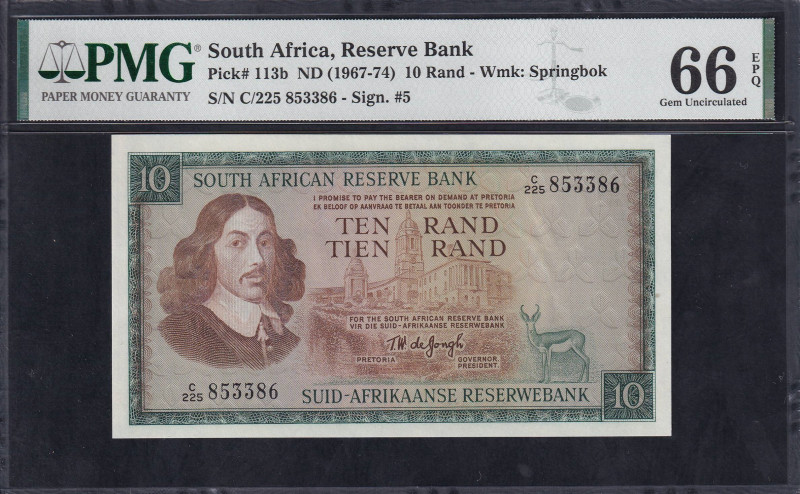 PMG®
PAPER MONEY GUARANTY
South Africa, Reserve Bank
Pick# 113b ND (1967-74) 10 Rand - Wmk: Springbok
S/N C/225 853386 - Sign. #5
66 EPQ
Gem Uncirculated
10
SOUTH AFRICAN RESERVE BANK
C/225 853386
I PROMISE TO PAY THE BEARER ON DEMAND AT PRETORIA
EK BELOOF OP AANVRAAG TE BETAAL AAN TOONDER TE PRETORIA
TEN RAND
TIEN RAND
FOR THE SOUTH AFRICAN RESERVE BANK
VIR DIE SUID-AFRIKAANSE RESERWEBANK
T.W. de Jongh
PRETORIA GOVERNOR.
PRESIDENT.
C/225 853386
SUID-AFRIKAANSE RESERWEBANK
10